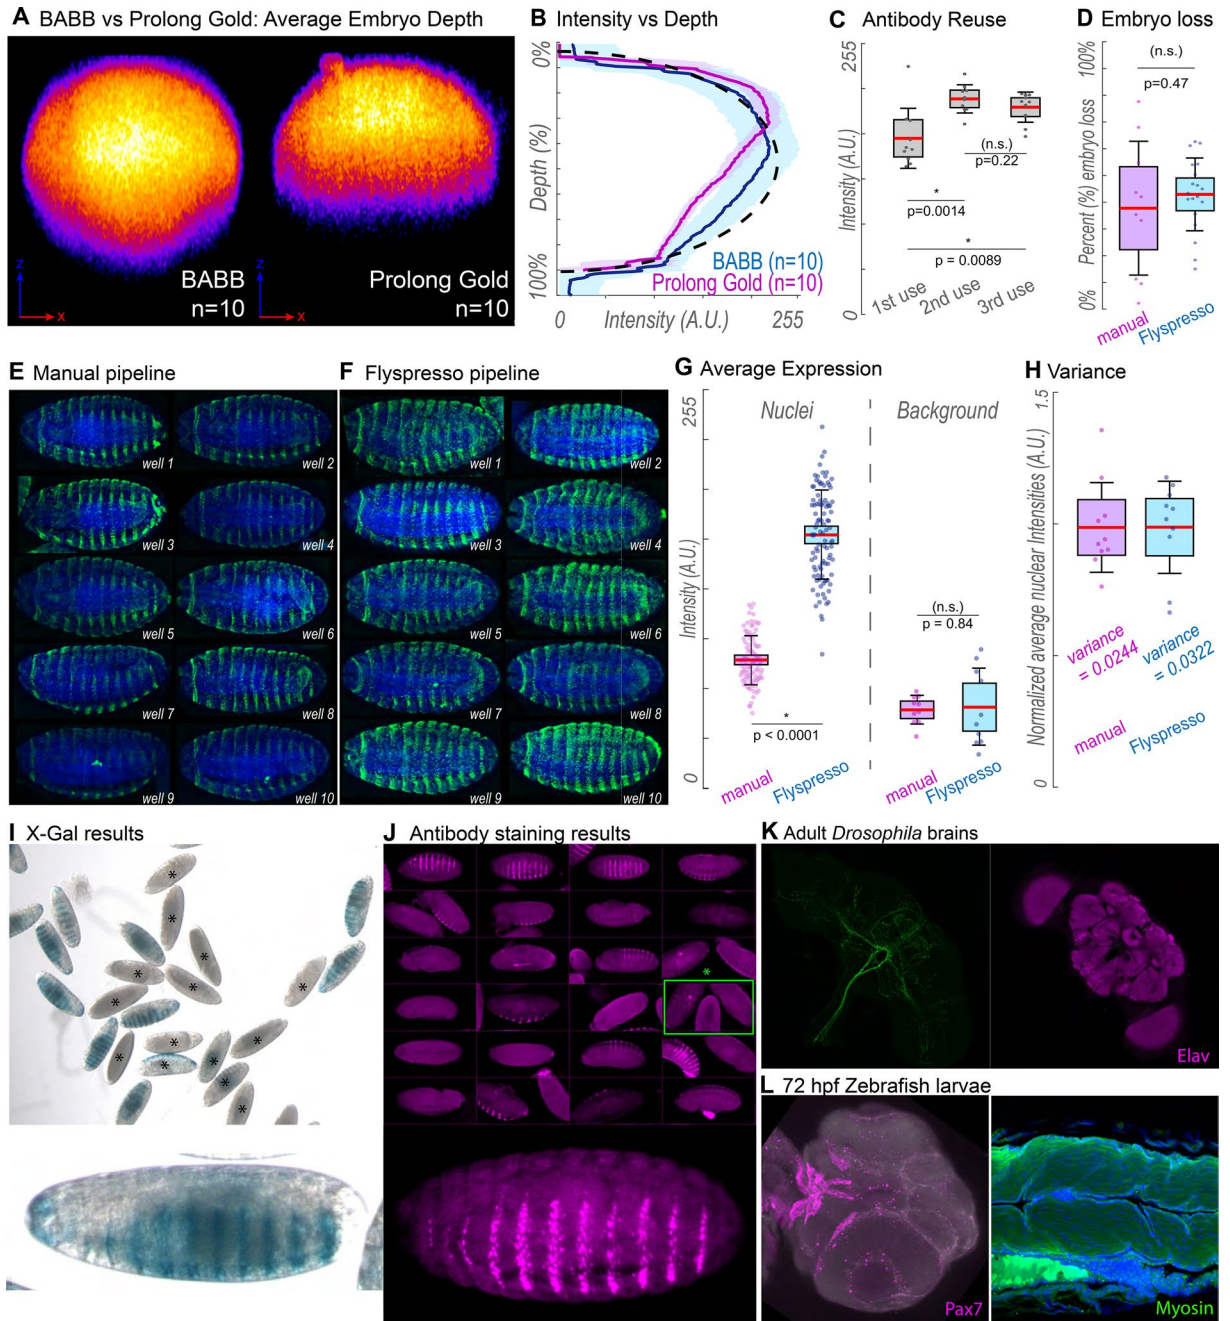 A BABB vs Prolong Gold: Average Embryo Depth
z
x
BABB
n=10
z
x
Prolong Gold
n=10
B Intensity vs Depth
0%
Depth (%)
100%
BABB (n=10)
Prolong Gold (n=10)
0
Intensity (A.U.)
255
C Antibody Reuse
255
Intensity (A.U.)
0
(n.s.)
p=0.22
*
p=0.0014
*
p = 0.0089
1st use
2nd use
3rd use
D Embryo loss
100%
Percent (%) embryo loss
0%
(n.s.)
p=0.47
manual
Flyspresso
E Manual pipeline
well 1
well 2
well 3
well 4
well 5
well 6
well 7
well 8
well 9
well 10
F Flyspresso pipeline
well 1
well 2
well 3
well 4
well 5
well 6
well 7
well 8
well 9
well 10
G Average Expression
255
Intensity (A.U.)
0
Nuclei
Background
*
p < 0.0001
(n.s.)
p = 0.84
manual
Flyspresso
manual
Flyspresso
H Variance
1.5
Normalized average nuclear Intensities (A.U.)
0
variance
= 0.0244
variance
= 0.0322
manual
Flyspresso
I X-Gal results
*
*
*
*
*
*
*
*
*
*
*
*
*
*
J Antibody staining results
*
K Adult Drosophila brains
Elav
L 72 hpf Zebrafish larvae
Pax7
Myosin